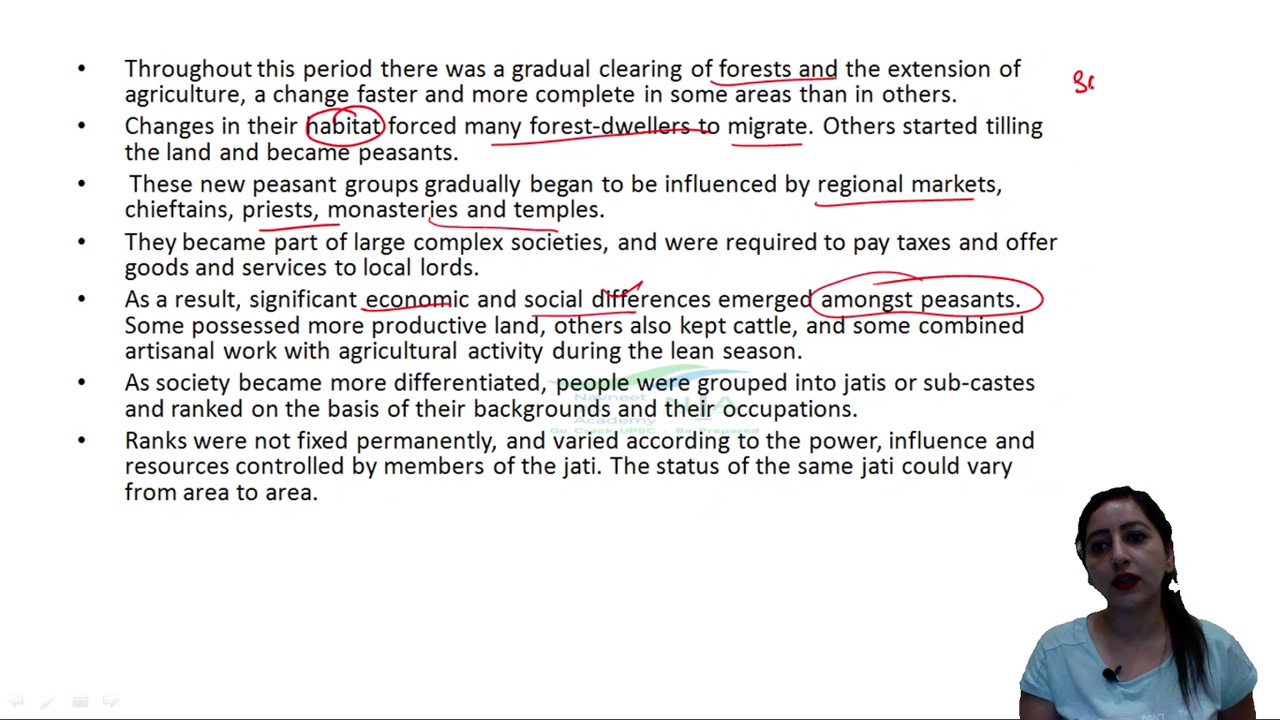 • Throughout this period there was a gradual clearing of forests and the extension of
agriculture, a change faster and more complete in some areas than in others.
• Changes in their habitat forced many forest-dwellers to migrate. Others started tilling
the land and became peasants.
• These new peasant groups gradually began to be influenced by regional markets,
chieftains, priests, monasteries and temples.
• They became part of large complex societies, and were required to pay taxes and offer
goods and services to local lords.
• As a result, significant economic and social differences emerged amongst peasants.
Some possessed more productive land, others also kept cattle, and some combined
artisanal work with agricultural activity during the lean season.
• As society became more differentiated, people were grouped into jatis or sub-castes
and ranked on the basis of their backgrounds and their occupations.
Navneet
Academy
Go Crack UPSC - Be Prepared
• Ranks were not fixed permanently, and varied according to the power, influence and
resources controlled by members of the jati. The status of the same jati could vary
from area to area.